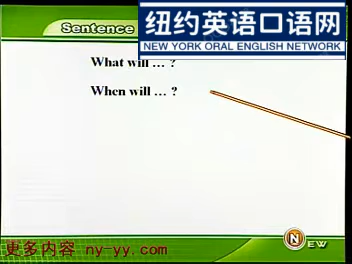 Sentence
纽约英语口语网
NEW YORK ORAL ENGLISH NETWORK
What will … ?
When will … ?
NEW
更多内容 ny-yy.com